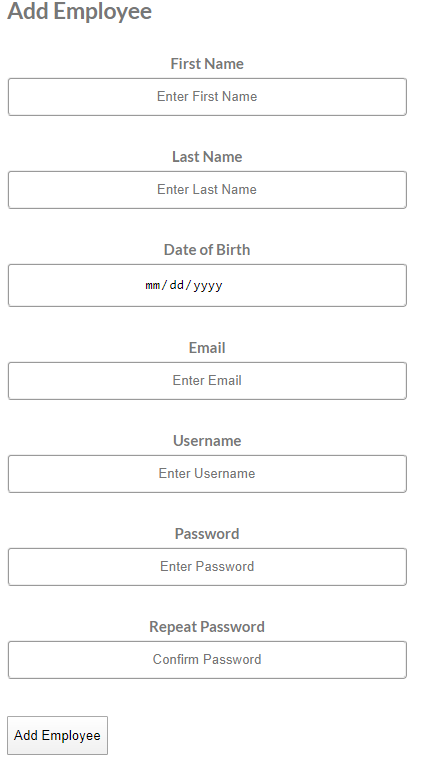 Add Employee
First Name
Enter First Name
Last Name
Enter Last Name
Date of Birth
mm/dd/yyyy
Email
Enter Email
Username
Enter Username
Password
Enter Password
Repeat Password
Confirm Password
Add Employee